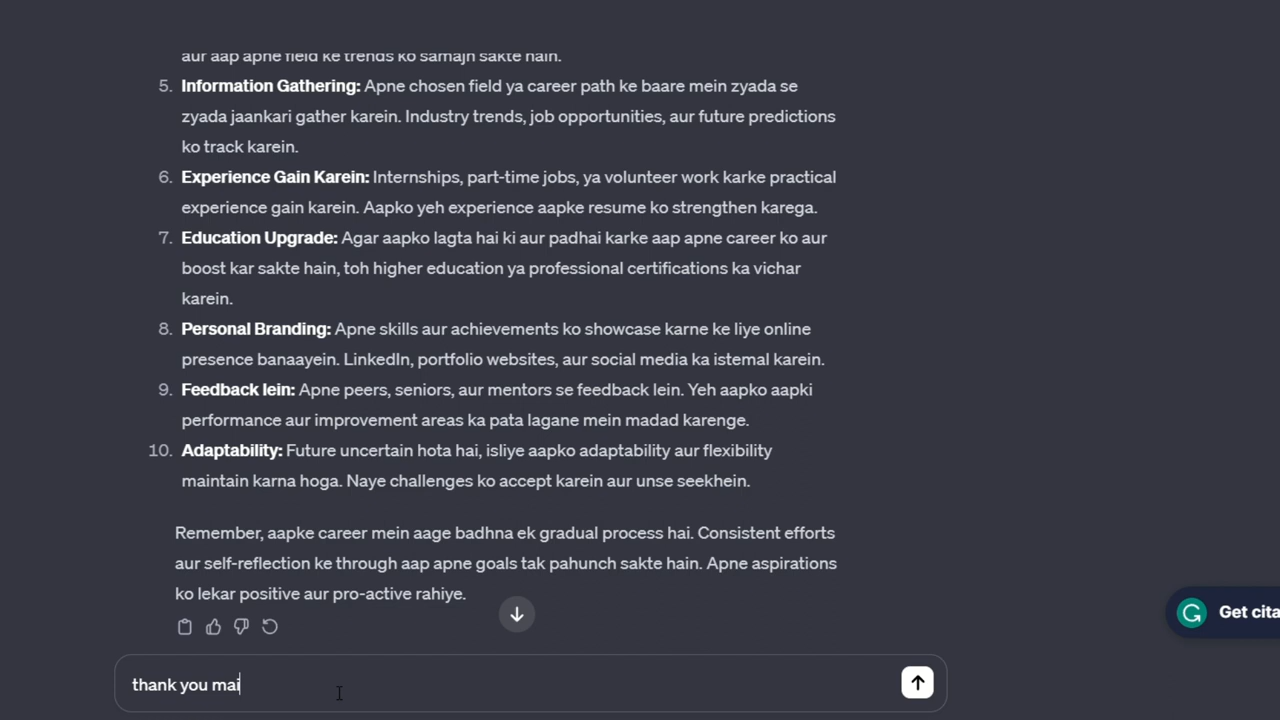 aur aap apne field ke trends ko samajh sakte hain.
5. Information Gathering: Apne chosen field ya career path ke baare mein zyada se
zyada jaankari gather karein. Industry trends, job opportunities, aur future predictions
ko track karein.
6. Experience Gain Karein: Internships, part-time jobs, ya volunteer work karke practical
experience gain karein. Aapko yeh experience aapke resume ko strengthen karega.
7. Education Upgrade: Agar aapko lagta hai ki aur padhai karke aap apne career ko aur
boost kar sakte hain, toh higher education ya professional certifications ka vichar
karein.
8. Personal Branding: Apne skills aur achievements ko showcase karne ke liye online
presence banaayein. LinkedIn, portfolio websites, aur social media ka istemal karein.
9. Feedback lein: Apne peers, seniors, aur mentors se feedback lein. Yeh aapko aapki
performance aur improvement areas ka pata lagane mein madad karenge.
10. Adaptability: Future uncertain hota hai, isliye aapko adaptability aur flexibility
maintain karna hoga. Naye challenges ko accept karein aur unse seekhein.
Remember, aapke career mein aage badhna ek gradual process hai. Consistent efforts
aur self-reflection ke through aap apne goals tak pahunch sakte hain. Apne aspirations
ko lekar positive aur pro-active rahiye.
Get cita
thank you mai